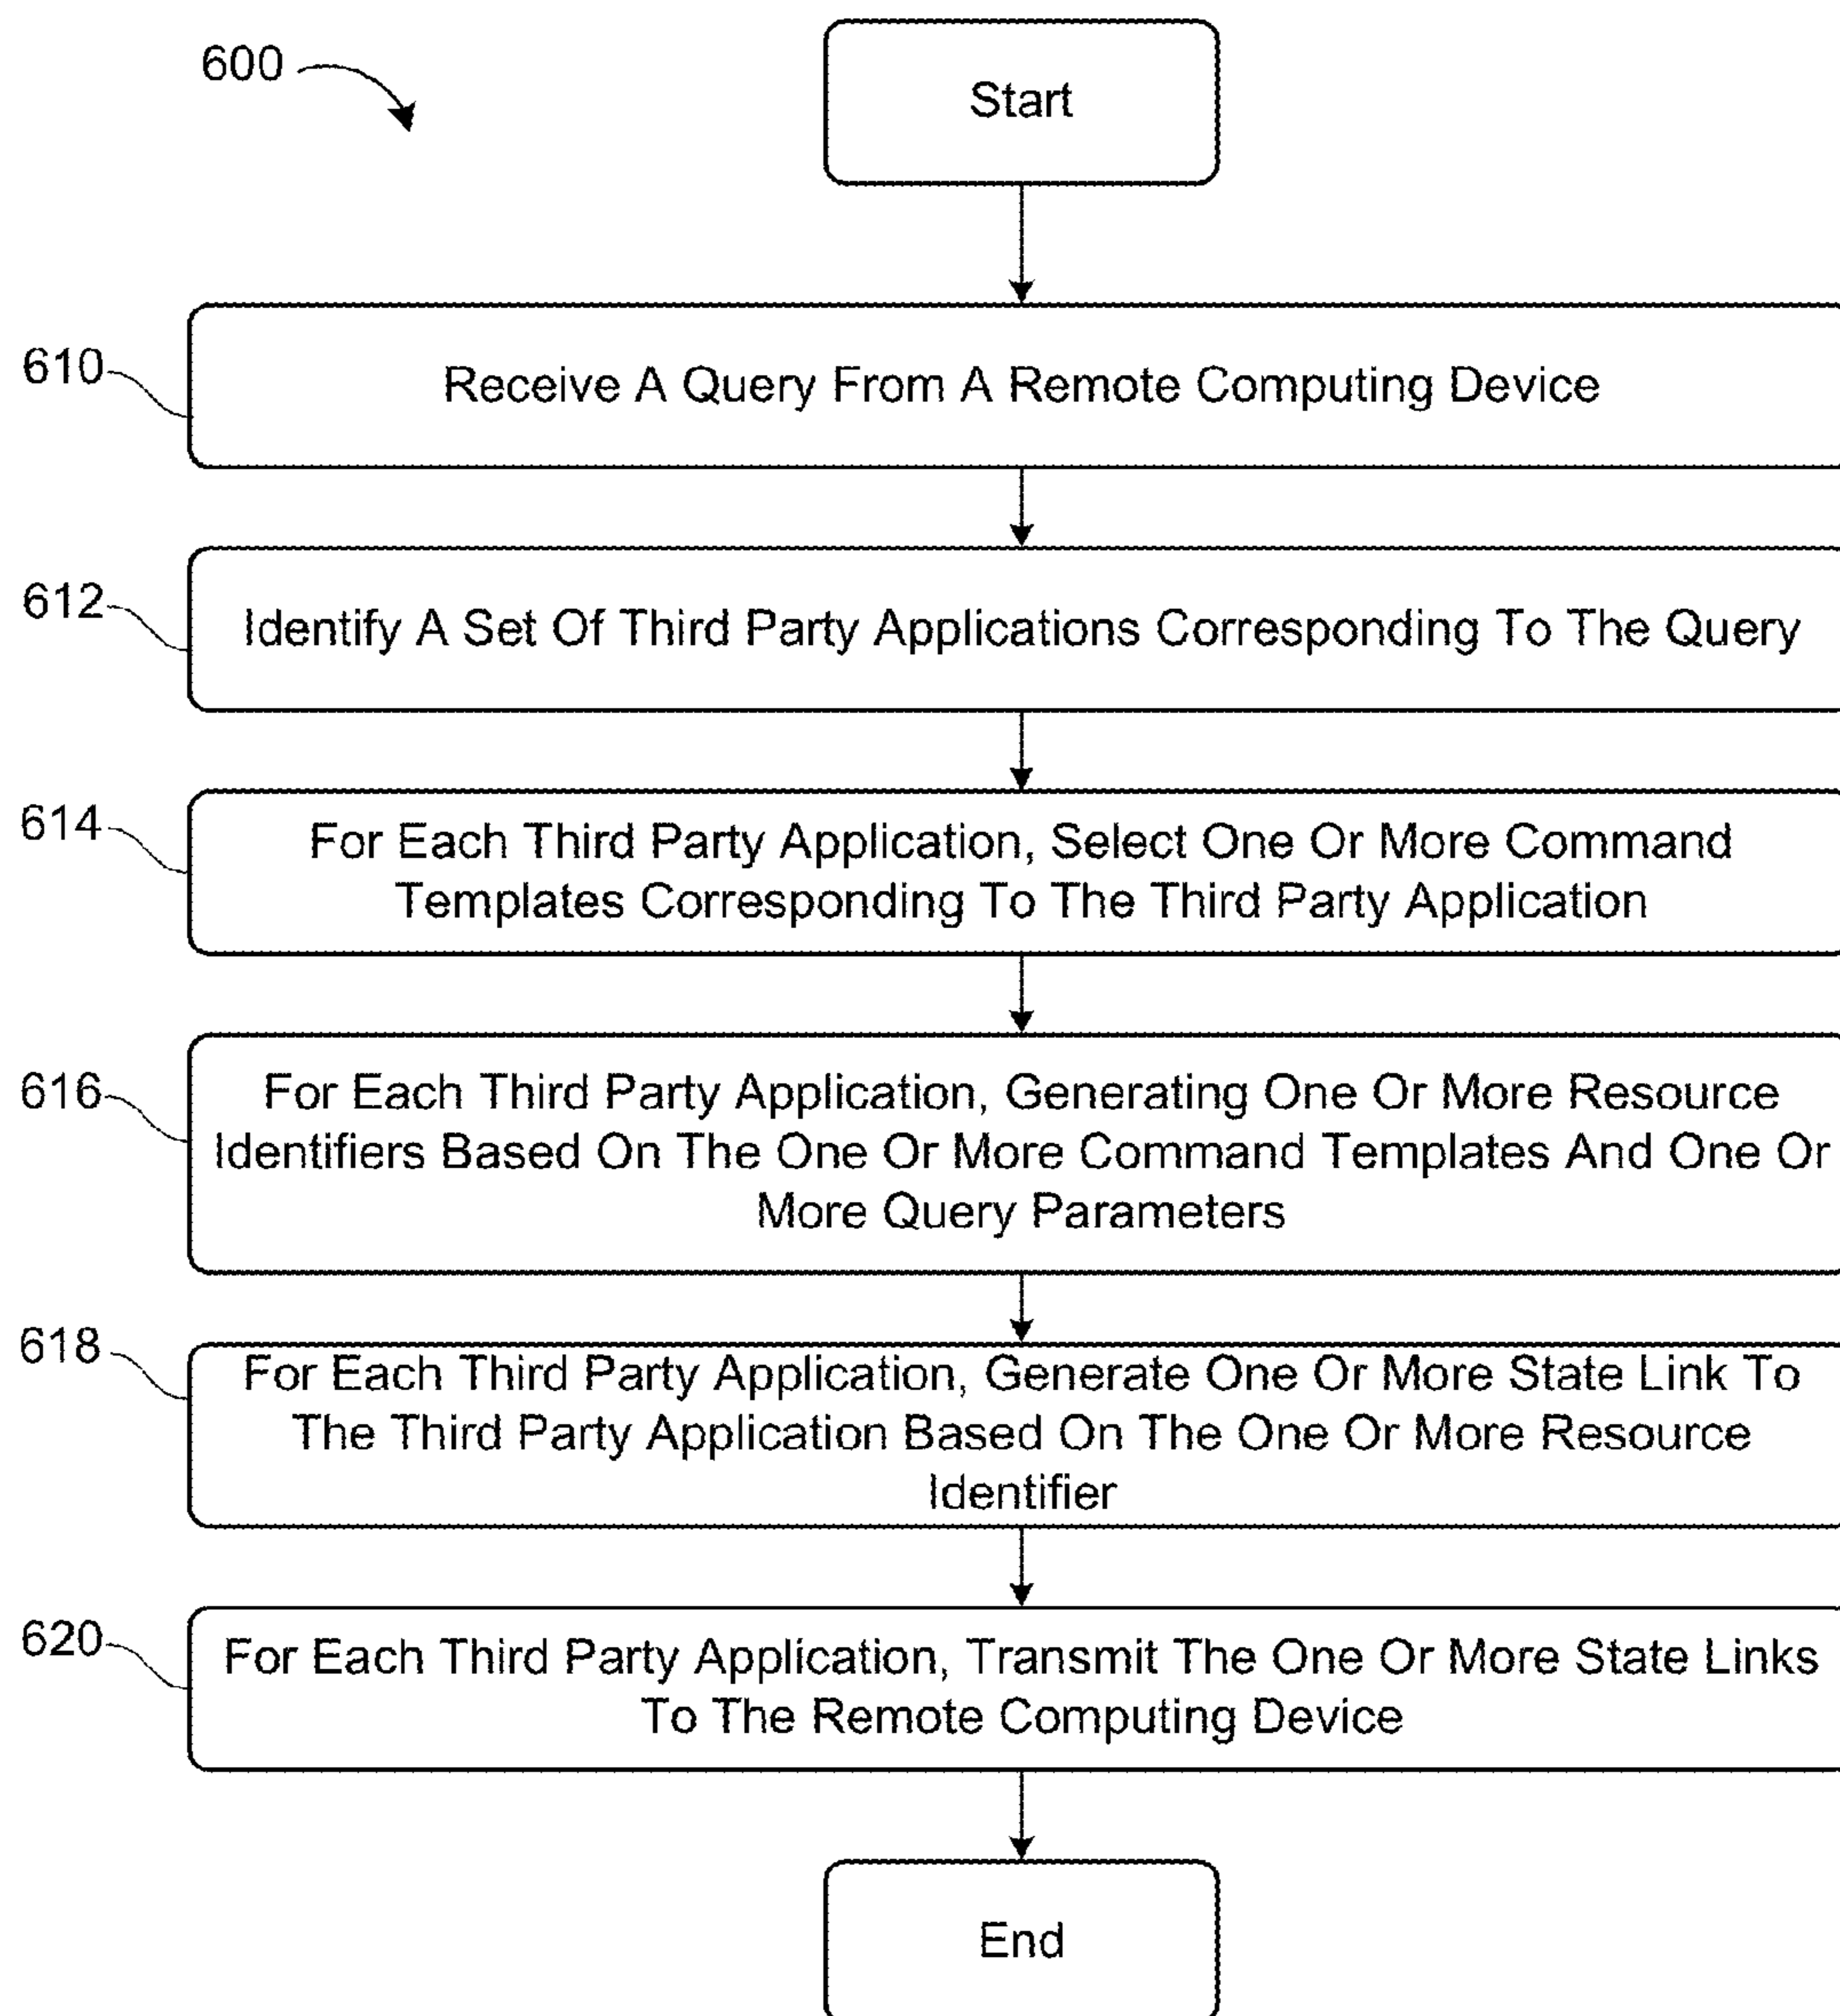 600
Start
610
Receive A Query From A Remote Computing Device
612
Identify A Set Of Third Party Applications Corresponding To The Query
614
For Each Third Party Application, Select One Or More Command
Templates Corresponding To The Third Party Application
616
For Each Third Party Application, Generating One Or More Resource
Identifiers Based On The One Or More Command Templates And One Or
More Query Parameters
618
For Each Third Party Application, Generate One Or More State Link To
The Third Party Application Based On The One Or More Resource
Identifier
620
For Each Third Party Application, Transmit The One Or More State Links
To The Remote Computing Device
End